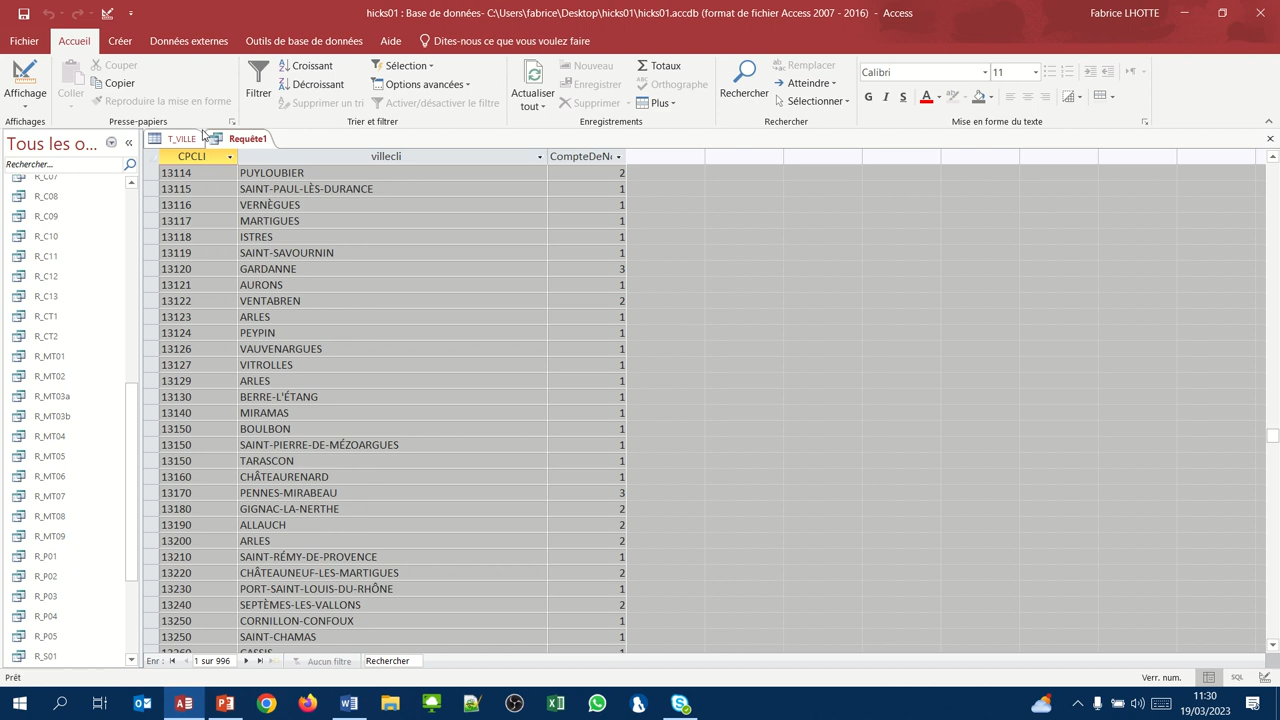 hicks01 : Base de données- C:\Users\fabrice\Desktop\hicks01\hicks01.accdb (format de fichier Access 2007 - 2016) - Access
Fabrice LHOTTE
Fichier Accueil Créer Données externes Outils de base de données Aide Dites-nous ce que vous voulez faire
Affichage
Coller
Couper
Copier
Reproduire la mise en forme
Filtrer
Croissant
Décroissant
Supprimer un tri
Sélection
Options avancées
Activer/désactiver le filtre
Actualiser tout
Nouveau
Enregistrer
Supprimer
Totaux
Orthographe
Plus
Rechercher
Remplacer
Atteindre
Sélectionner
Calibri 11
G I S A
Affichages Presse-papiers Trier et filtrer Enregistrements Rechercher Mise en forme du texte
Tous les o...
Rechercher...
R_C07
R_C08
R_C09
R_C10
R_C11
R_C12
R_C13
R_CT1
R_CT2
R_MT01
R_MT02
R_MT03a
R_MT03b
R_MT04
R_MT05
R_MT06
R_MT07
R_MT08
R_MT09
R_P01
R_P02
R_P03
R_P04
R_P05
R_S01
T_VILLE Requête1
CPCLI villecli CompteDeNo
13114 PUYLOUBIER 2
13115 SAINT-PAUL-LÈS-DURANCE 1
13116 VERNÈGUES 1
13117 MARTIGUES 1
13118 ISTRES 1
13119 SAINT-SAVOURNIN 1
13120 GARDANNE 3
13121 AURONS 1
13122 VENTABREN 2
13123 ARLES 1
13124 PEYPIN 1
13126 VAUVENARGUES 1
13127 VITROLLES 1
13129 ARLES 1
13130 BERRE-L'ÉTANG 1
13140 MIRAMAS 1
13150 BOULBON 1
13150 SAINT-PIERRE-DE-MÉZOARGUES 1
13150 TARASCON 1
13160 CHÂTEAURENARD 1
13170 PENNES-MIRABEAU 3
13180 GIGNAC-LA-NERTHE 2
13190 ALLAUCH 2
13200 ARLES 2
13210 SAINT-RÉMY-DE-PROVENCE 1
13220 CHÂTEAUNEUF-LES-MARTIGUES 2
13230 PORT-SAINT-LOUIS-DU-RHÔNE 1
13240 SEPTÈMES-LES-VALLONS 2
13250 CORNILLON-CONFOUX 1
13250 SAINT-CHAMAS 1
13260 CASSIS 1
Enr : 1 sur 996 Aucun filtre Rechercher
Prêt Verr. num. SQL
11:30
19/03/2023